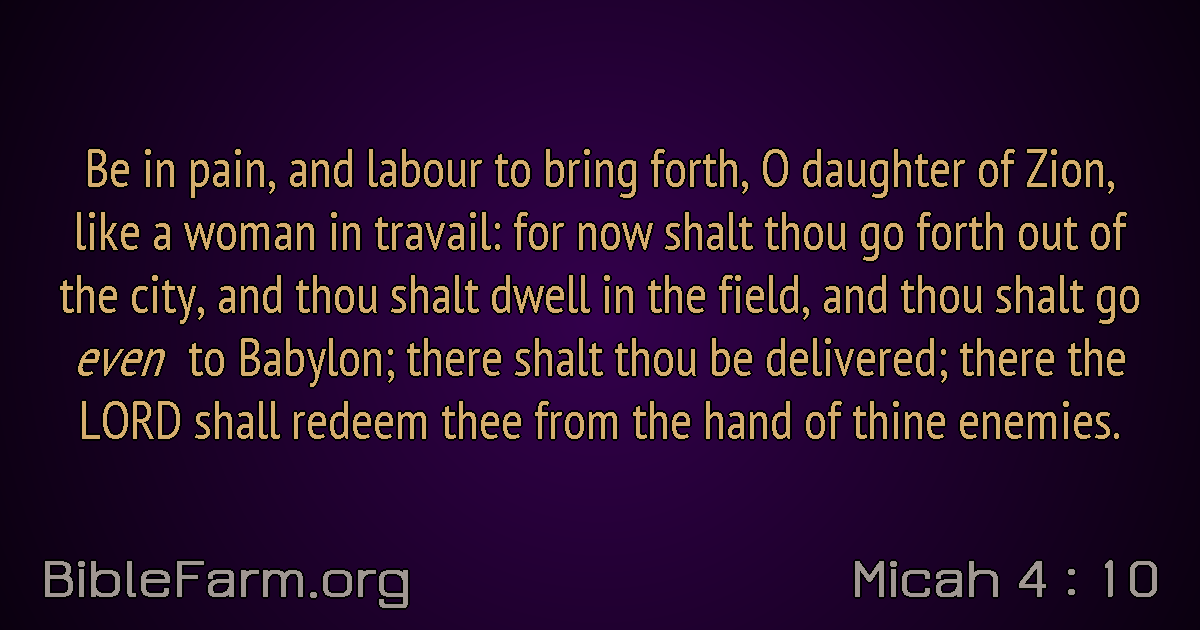 Be in pain, and labour to bring forth, O daughter of Zion,
like a woman in travail: for now shalt thou go forth out of
the city, and thou shalt dwell in the field, and thou shalt go
even to Babylon; there shalt thou be delivered; there the
LORD shall redeem thee from the hand of thine enemies.
BibleFarm.org
Micah 4 : 10